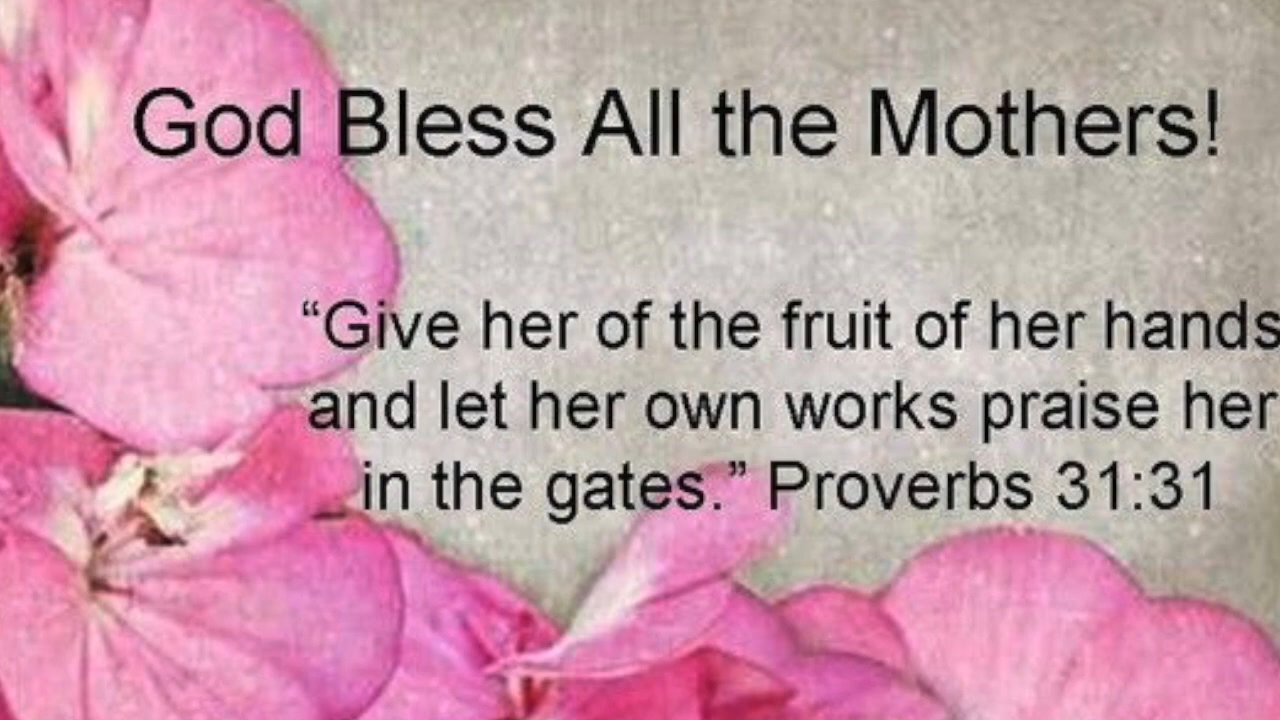 God Bless All the Mothers!
“Give her of the fruit of her hands
and let her own works praise her
in the gates.” Proverbs 31:31